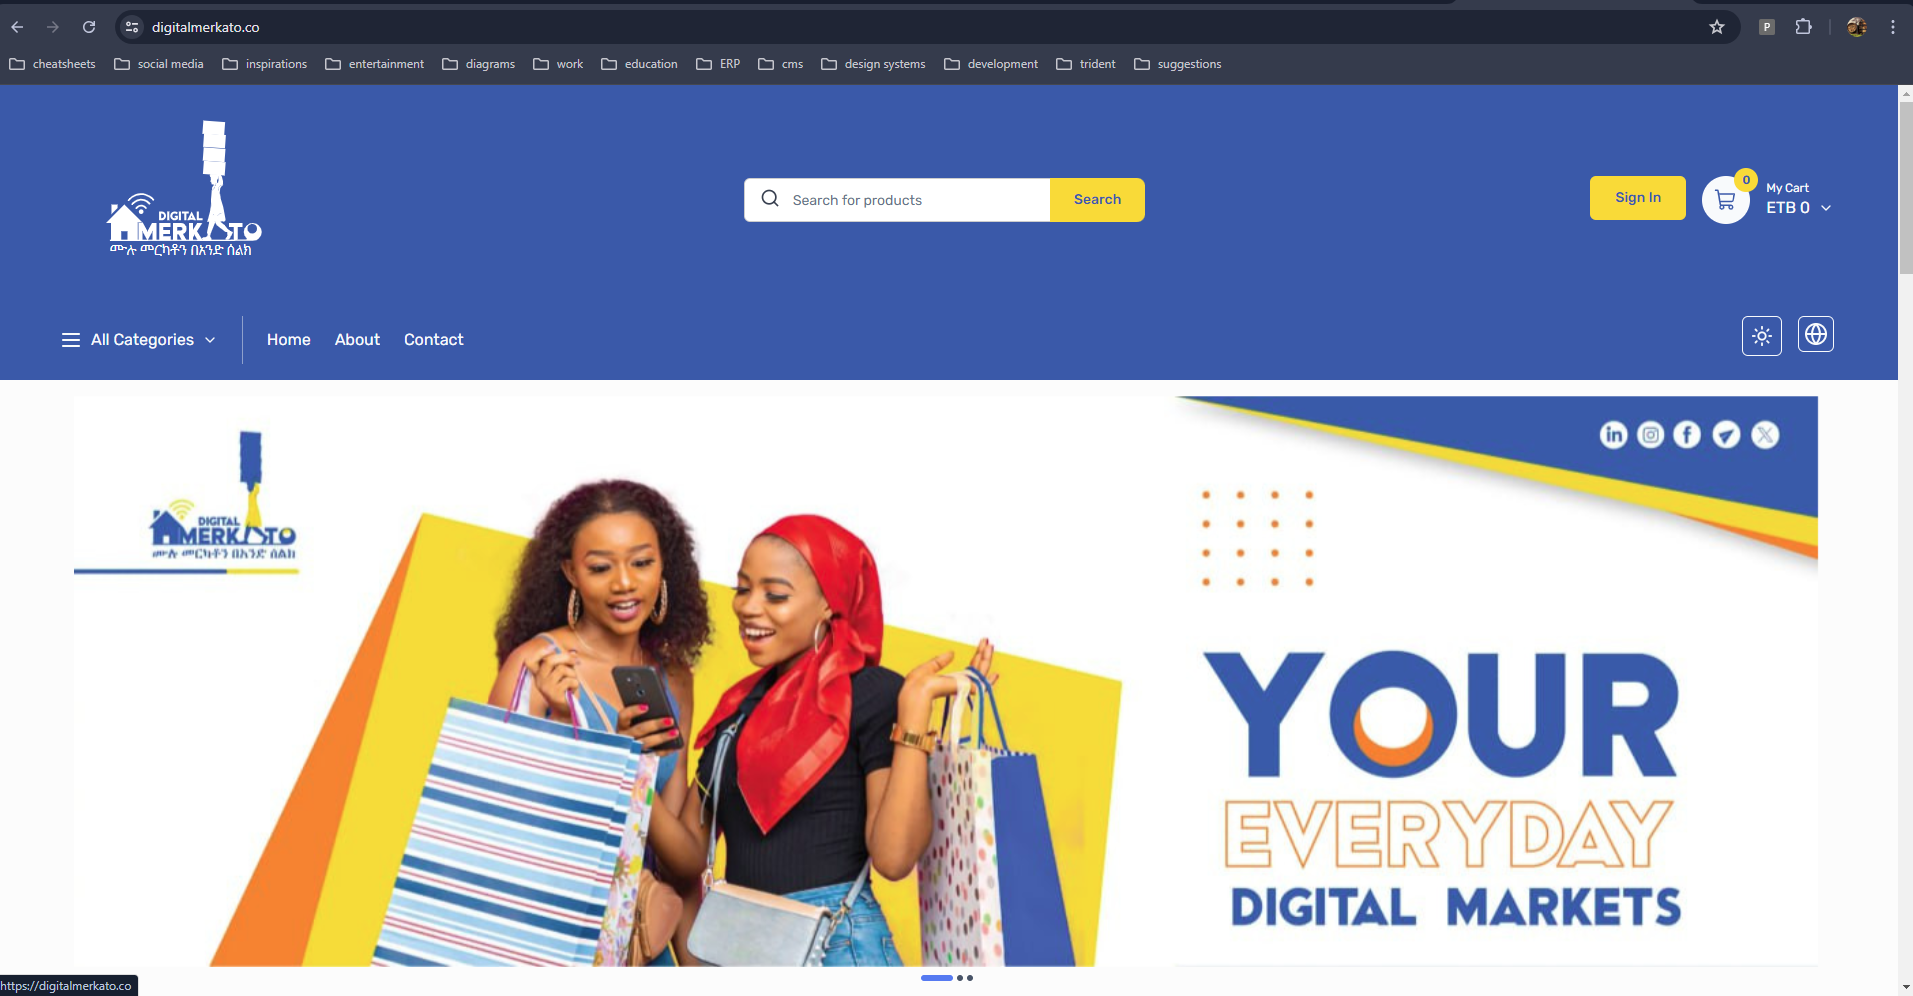 digitalmerkato.co
cheatsheets social media inspirations entertainment diagrams work education ERP cms design systems development trident suggestions
DIGITAL
MERKATO
ሙሉ መርካቶን በአንድ ሰልክ
Search for products
Search
Sign In
0
My Cart
ETB 0
All Categories
Home
About
Contact
DIGITAL
MERKATO
ሙሉ መርካቶን በአንድ ሰልክ
YOUR
EVERYDAY
DIGITAL MARKETS
https://digitalmerkato.co